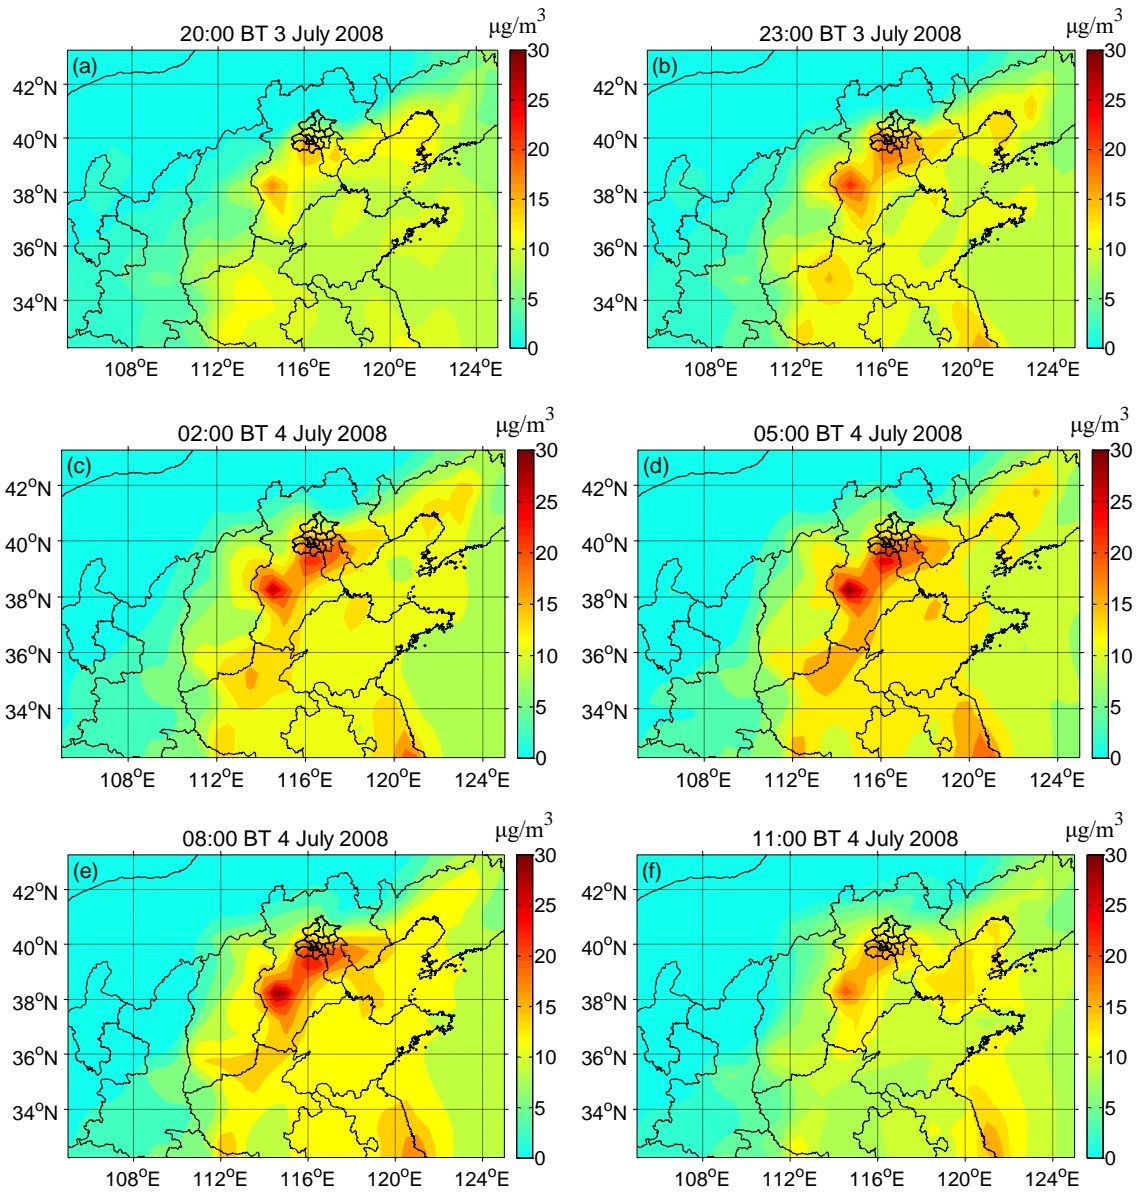 20:00 BT 3 July 2008
μg/m³
(a)
42°N
40°N
38°N
36°N
34°N
108°E 112°E 116°E 120°E 124°E
30
25
20
15
10
5
0
23:00 BT 3 July 2008
μg/m³
(b)
42°N
40°N
38°N
36°N
34°N
108°E 112°E 116°E 120°E 124°E
30
25
20
15
10
5
0
02:00 BT 4 July 2008
μg/m³
(c)
42°N
40°N
38°N
36°N
34°N
108°E 112°E 116°E 120°E 124°E
30
25
20
15
10
5
0
05:00 BT 4 July 2008
μg/m³
(d)
42°N
40°N
38°N
36°N
34°N
108°E 112°E 116°E 120°E 124°E
30
25
20
15
10
5
0
08:00 BT 4 July 2008
μg/m³
(e)
42°N
40°N
38°N
36°N
34°N
108°E 112°E 116°E 120°E 124°E
30
25
20
15
10
5
0
11:00 BT 4 July 2008
μg/m³
(f)
42°N
40°N
38°N
36°N
34°N
108°E 112°E 116°E 120°E 124°E
30
25
20
15
10
5
0